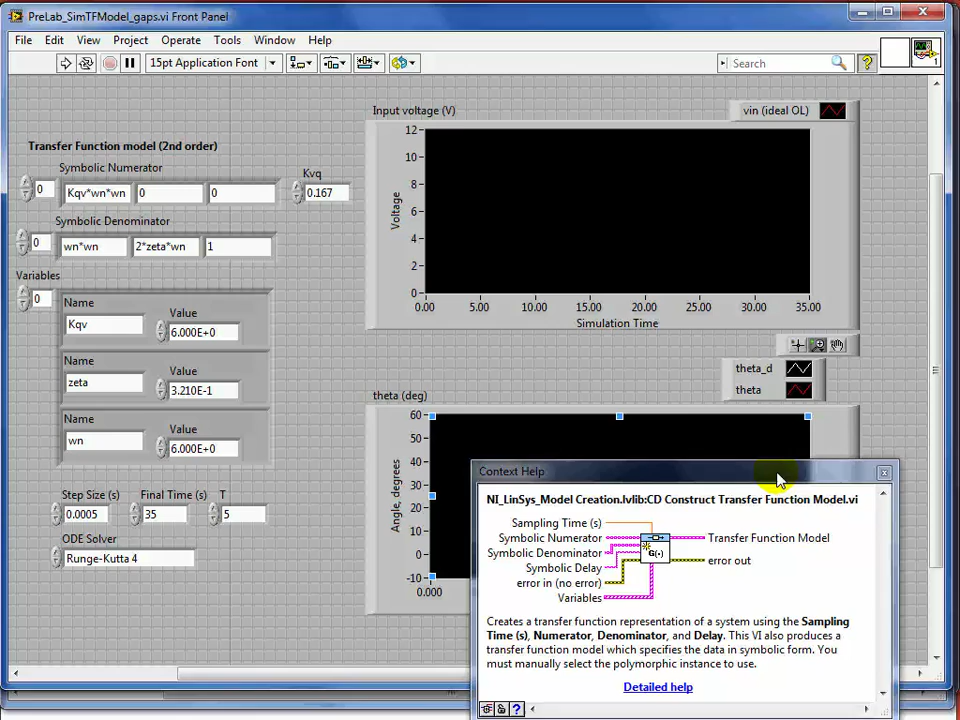 PreLab_SimTFModel_gaps.vi Front Panel
File Edit View Project Operate Tools Window Help
15pt Application Font
Search
?
1
Transfer Function model (2nd order)
Symbolic Numerator
0 Kqv*wn*wn 0 0
Kvq
0.167
Symbolic Denominator
0 wn*wn 2*zeta*wn 1
Variables
0
Name
Kqv
Value
6.000E+0
Name
zeta
Value
3.210E-1
Name
wn
Value
6.000E+0
Step Size (s) Final Time (s) T
0.0005 35 5
ODE Solver
Runge-Kutta 4
Input voltage (V)
vin (ideal OL)
Voltage
12
10
8
6
4
2
0
0.00 5.00 10.00 15.00 20.00 25.00 30.00 35.00
Simulation Time
theta_d
theta
theta (deg)
Angle, degrees
60
50
40
30
20
10
0
-10
0.000
Context Help
NI_LinSys_Model Creation.lvlib:CD Construct Transfer Function Model.vi
Sampling Time (s)
Symbolic Numerator
Symbolic Denominator
Symbolic Delay
error in (no error)
Variables
G(•)
Transfer Function Model
error out
Creates a transfer function representation of a system using the Sampling
Time (s), Numerator, Denominator, and Delay. This VI also produces a
transfer function model which specifies the data in symbolic form. You
must manually select the polymorphic instance to use.
Detailed help
?